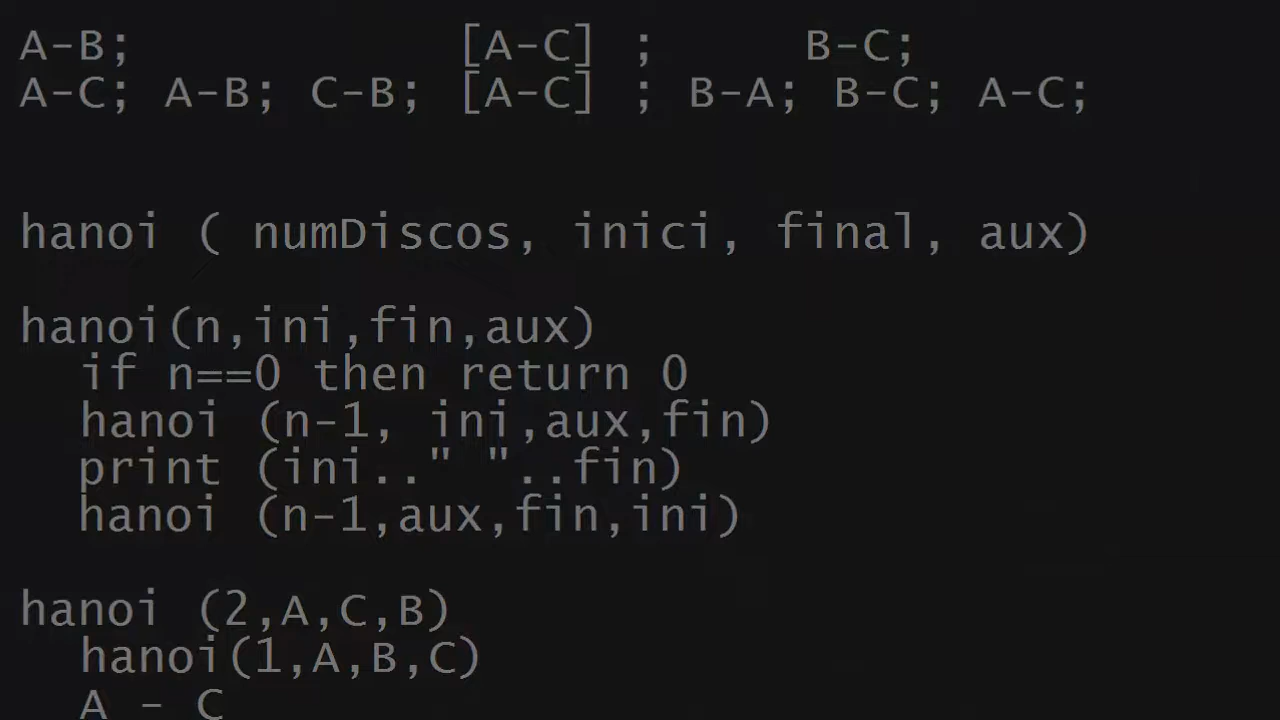 A-B; [A-C] ; B-C;
A-C; A-B; C-B; [A-C] ; B-A; B-C; A-C;
hanoi ( numDiscos, inici, final, aux)
hanoi(n,ini,fin,aux)
if n==0 then return 0
hanoi (n-1, ini,aux,fin)
print (ini.." "..fin)
hanoi (n-1,aux,fin,ini)
hanoi (2,A,C,B)
hanoi(1,A,B,C)
A - C